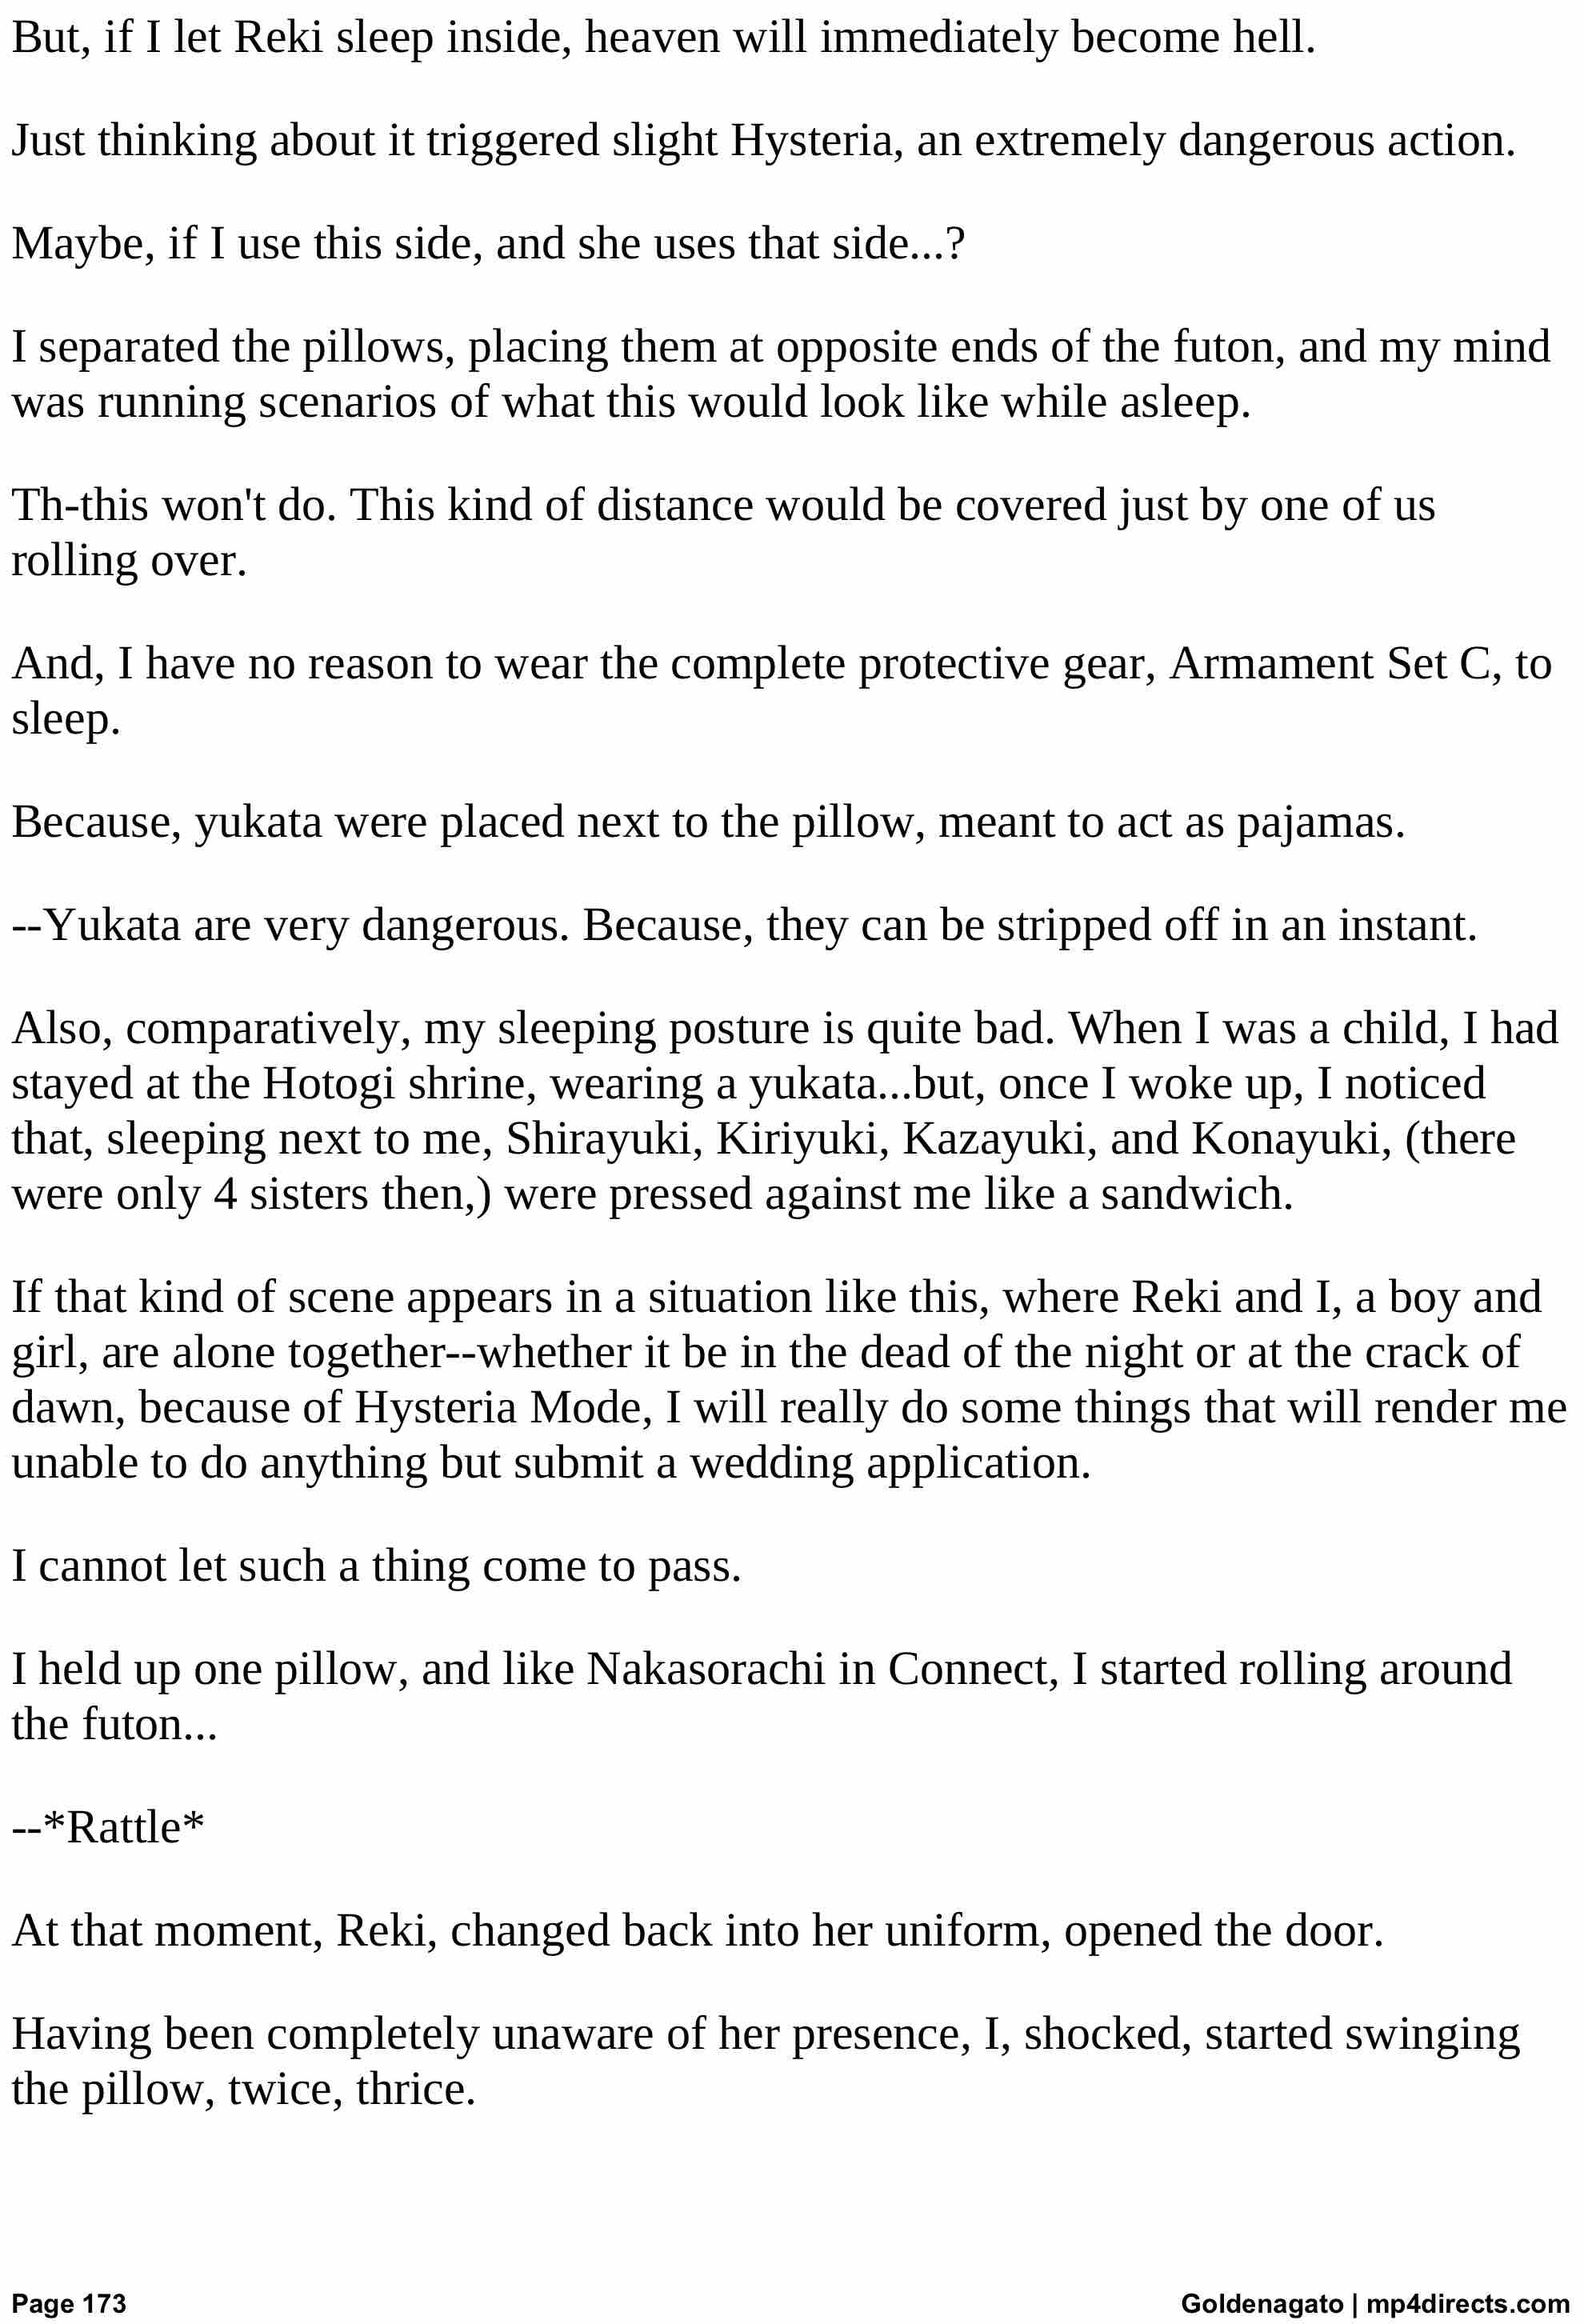 But, if I let Reki sleep inside, heaven will immediately become hell.
Just thinking about it triggered slight Hysteria, an extremely dangerous action.
Maybe, if I use this side, and she uses that side...?
I separated the pillows, placing them at opposite ends of the futon, and my mind
was running scenarios of what this would look like while asleep.
Th-this won't do. This kind of distance would be covered just by one of us
rolling over.
And, I have no reason to wear the complete protective gear, Armament Set C, to
sleep.
Because, yukata were placed next to the pillow, meant to act as pajamas.
--Yukata are very dangerous. Because, they can be stripped off in an instant.
Also, comparatively, my sleeping posture is quite bad. When I was a child, I had
stayed at the Hotogi shrine, wearing a yukata...but, once I woke up, I noticed
that, sleeping next to me, Shirayuki, Kiriyuki, Kazayuki, and Konayuki, (there
were only 4 sisters then,) were pressed against me like a sandwich.
If that kind of scene appears in a situation like this, where Reki and I, a boy and
girl, are alone together--whether it be in the dead of the night or at the crack of
dawn, because of Hysteria Mode, I will really do some things that will render me
unable to do anything but submit a wedding application.
I cannot let such a thing come to pass.
I held up one pillow, and like Nakasorachi in Connect, I started rolling around
the futon...
--*Rattle*
At that moment, Reki, changed back into her uniform, opened the door.
Having been completely unaware of her presence, I, shocked, started swinging
the pillow, twice, thrice.
Page 173
Goldenagato | mp4directs.com